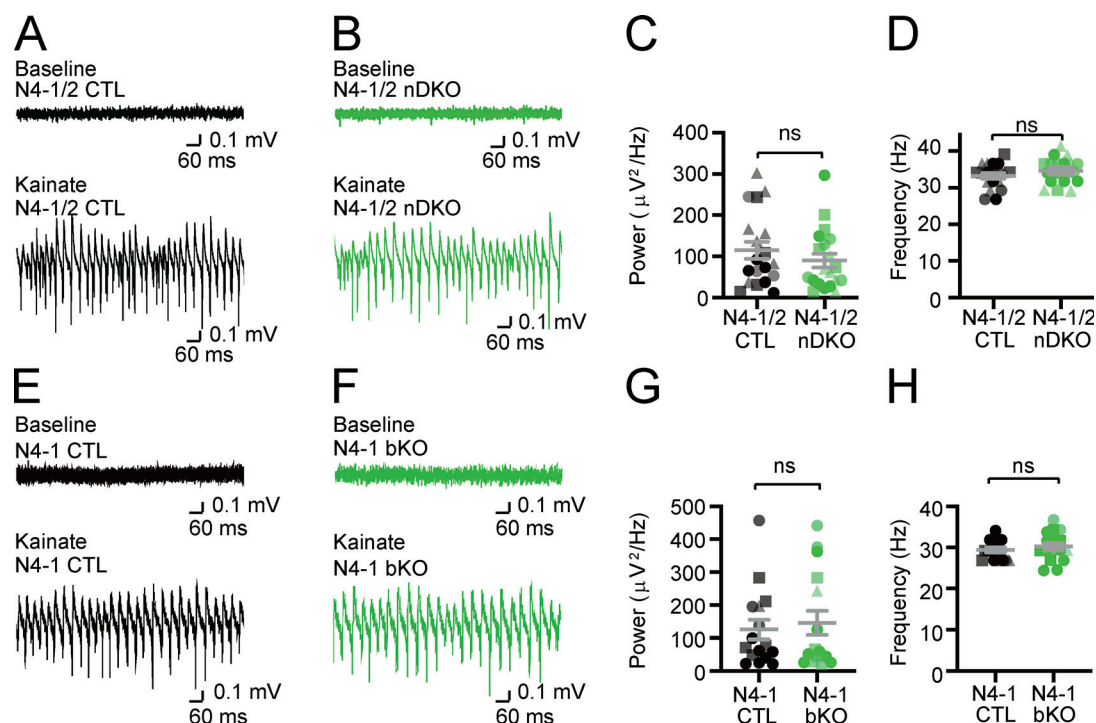 A
Baseline
N4-1/2 CTL
0.1 mV
60 ms
Kainate
N4-1/2 CTL
0.1 mV
60 ms
B
Baseline
N4-1/2 nDKO
0.1 mV
60 ms
Kainate
N4-1/2 nDKO
0.1 mV
60 ms
C
Power ( μ V²/Hz)
400
300
200
100
0
ns
N4-1/2
CTL
N4-1/2
nDKO
D
Frequency (Hz)
40
30
20
10
0
ns
N4-1/2
CTL
N4-1/2
nDKO
E
Baseline
N4-1 CTL
0.1 mV
60 ms
Kainate
N4-1 CTL
0.1 mV
60 ms
F
Baseline
N4-1 bKO
0.1 mV
60 ms
Kainate
N4-1 bKO
0.1 mV
60 ms
G
Power ( μ V²/Hz)
500
400
300
200
100
0
ns
N4-1
CTL
N4-1
bKO
H
Frequency (Hz)
40
30
20
10
0
ns
N4-1
CTL
N4-1
bKO